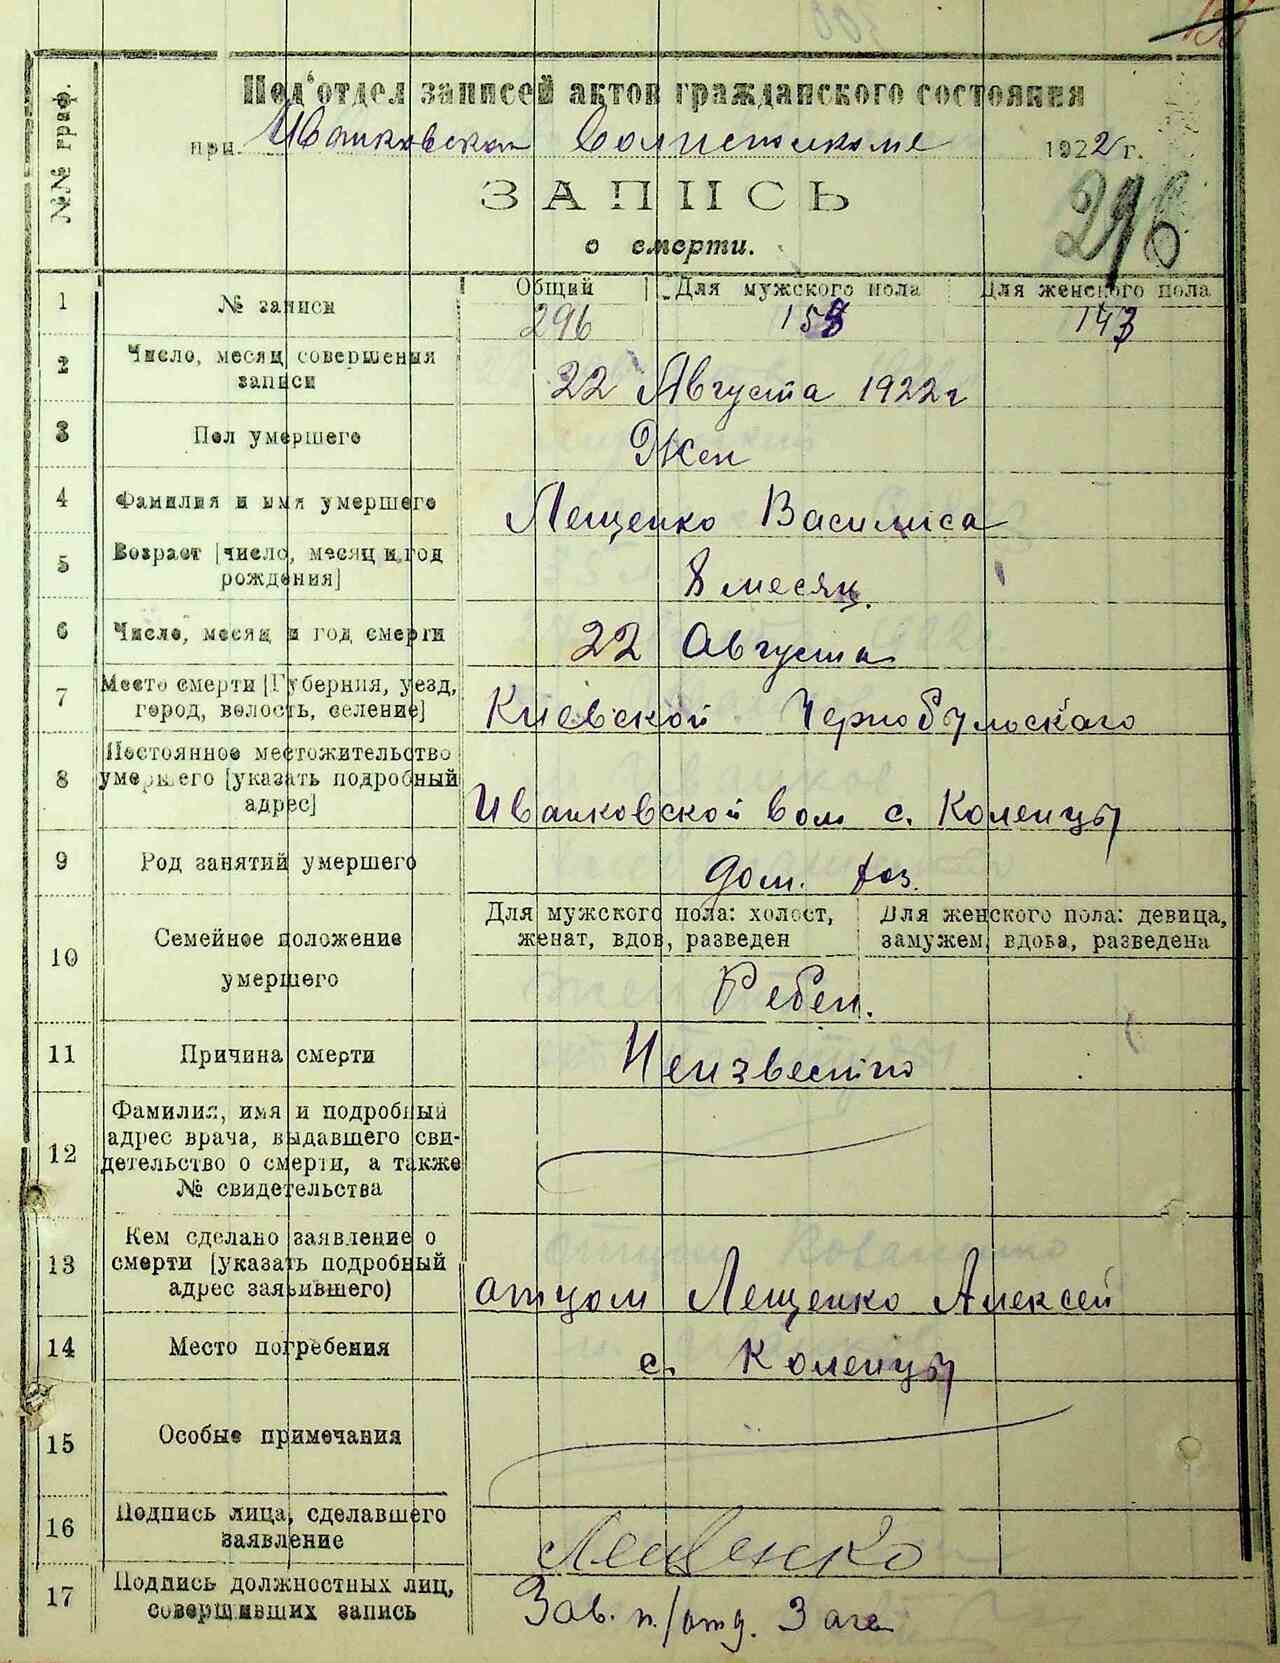 №№ граф.
Под'отдел записей актов гражданского состояния
при Иванковском Волисполкоме 1922 г.
ЗАПИСЬ
о смерти.
296
1 № записи Общий Для мужского пола Для женского пола
296 153 143
2 Число, месяц совершения
записи
22 Августа 1922 г
3 Пол умершего Жен
4 Фамилия и имя умершего Лещенко Василиса
5 Возраст [число, месяц и год
рождения]
8 месяц.
6 Число, месяц и год смерти 22 Августа
7 Место смерти [Губерния, уезд,
город, волость, селение]
Киевской Чернобыльскаго
8 Постоянное местожительство
умершего [указать подробный
адрес]
Иванковской вол с. Коленцы
9 Род занятий умершего дом. хоз.
10 Семейное положение
умершего
Для мужского пола: холост,
женат, вдов, разведен
Для женского пола: девица,
замужем, вдова, разведена
Ребен.
11 Причина смерти Неизвестно
12 Фамилия, имя и подробный
адрес врача, выдавшего сви-
детельство о смерти, а также
№ свидетельства
13 Кем сделано заявление о
смерти [указать подробный
адрес заявившего)
отцом Лещенко Алексей
14 Место погребения с. Коленцы
15 Особые примечания
16 Подпись лица, сделавшего
заявление
Лещенко
17 Подпись должностных лиц,
совершивших запись
Зав. п/отд. Загс